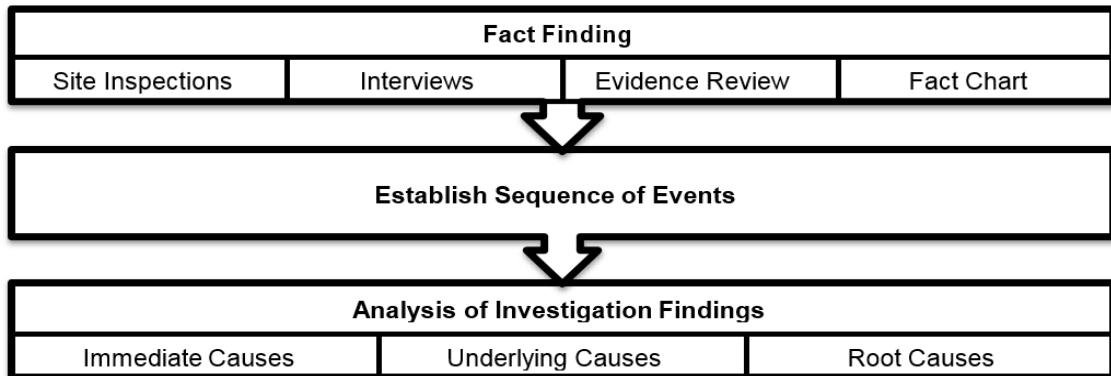 Fact Finding
Site Inspections Interviews Evidence Review Fact Chart
Establish Sequence of Events
Analysis of Investigation Findings
Immediate Causes Underlying Causes Root Causes